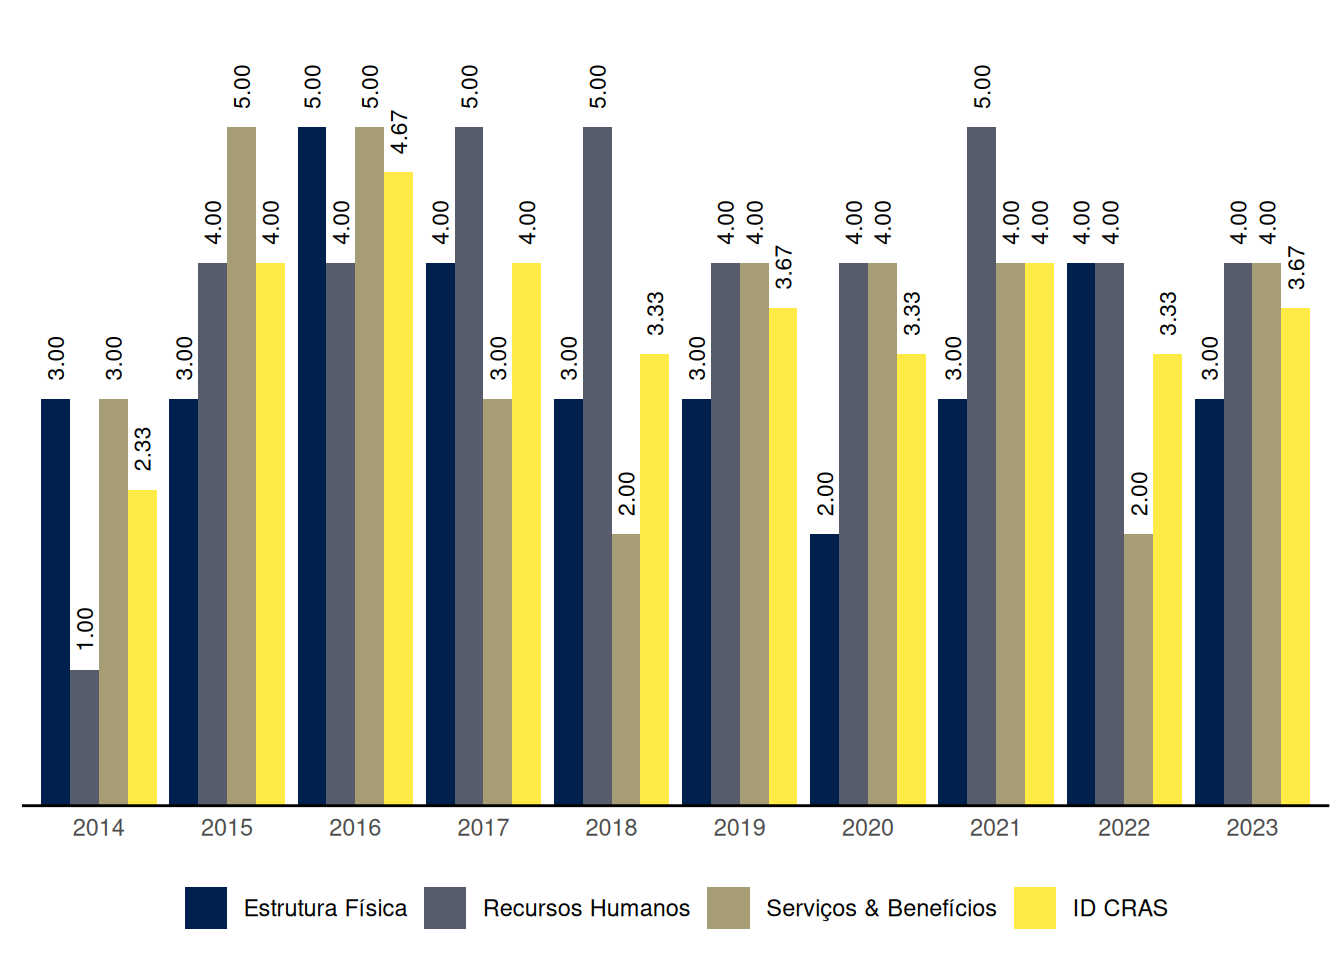 5.00 5.00 5.00 5.00 5.00 5.00
4.67
4.00 4.00 4.00 4.00 4.00 4.00 4.00 4.00 4.00 4.00 4.00 4.00 4.00 4.00 4.00
3.67 3.67
3.33 3.33 3.33
3.00 3.00 3.00 3.00 3.00 3.00 3.00 3.00
2.33
2.00 2.00 2.00
1.00
2014 2015 2016 2017 2018 2019 2020 2021 2022 2023
Estrutura Física Recursos Humanos Serviços & Benefícios ID CRAS